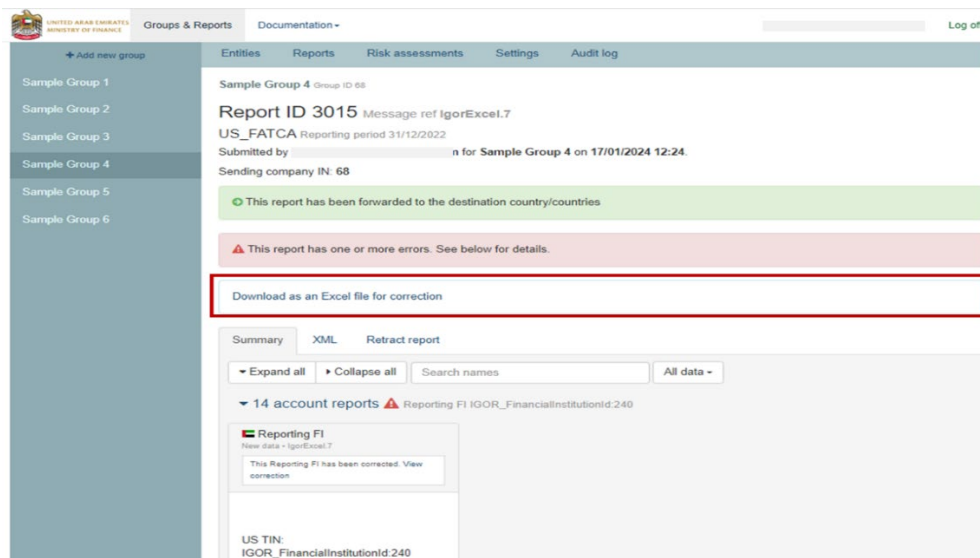 UNITED ARAB EMIRATES
MINISTRY OF FINANCE
Groups & Reports
Documentation
Log of
+ Add new group
Entities
Reports
Risk assessments
Settings
Audit log
Sample Group 1
Sample Group 2
Sample Group 3
Sample Group 4
Sample Group 5
Sample Group 6
Sample Group 4 Group ID 68
Report ID 3015 Message ref IgorExcel.7
US_FATCA Reporting period 31/12/2022
Submitted by n for Sample Group 4 on 17/01/2024 12:24.
Sending company IN: 68
This report has been forwarded to the destination country/countries
This report has one or more errors. See below for details.
Download as an Excel file for correction
Summary
XML
Retract report
Expand all
Collapse all
Search names
All data
14 account reports Reporting FI IGOR_FinancialInstitutionId:240
Reporting FI
New data - IgorExcel.7
This Reporting FI has been corrected. View
correction
US TIN:
IGOR_FinancialInstitutionId:240